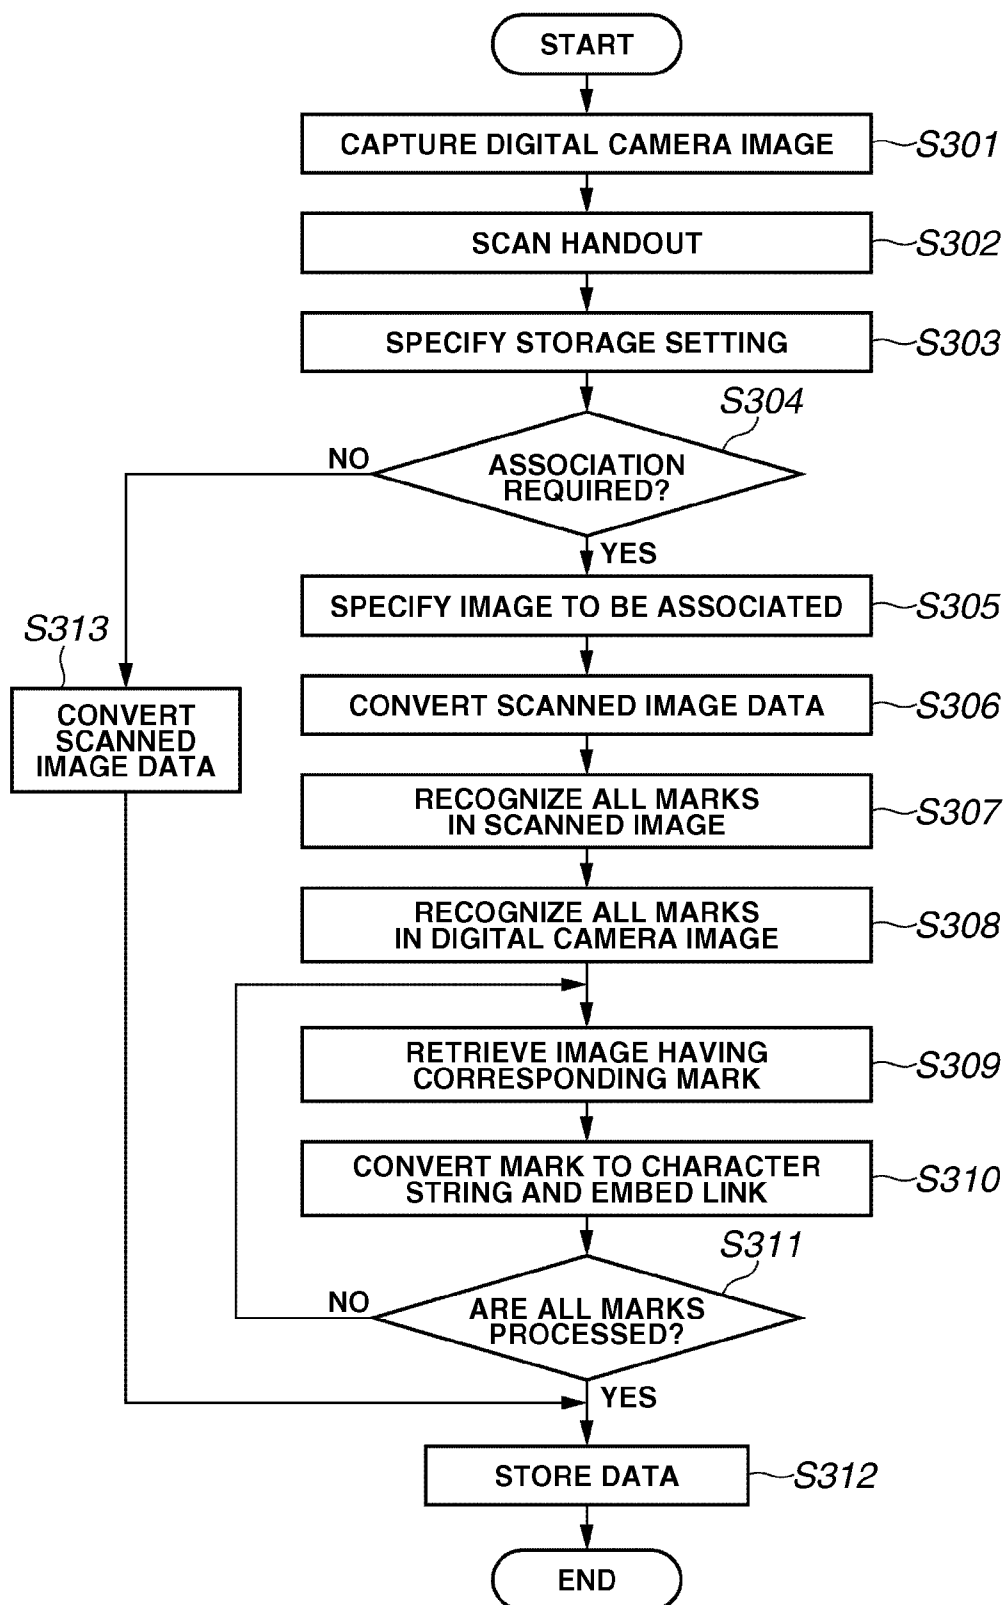 START
CAPTURE DIGITAL CAMERA IMAGE
S301
SCAN HANDOUT
S302
SPECIFY STORAGE SETTING
S303
S304
NO
ASSOCIATION
REQUIRED?
YES
SPECIFY IMAGE TO BE ASSOCIATED
S305
S313
CONVERT
SCANNED
IMAGE DATA
CONVERT SCANNED IMAGE DATA
S306
RECOGNIZE ALL MARKS
IN SCANNED IMAGE
S307
RECOGNIZE ALL MARKS
IN DIGITAL CAMERA IMAGE
S308
RETRIEVE IMAGE HAVING
CORRESPONDING MARK
S309
CONVERT MARK TO CHARACTER
STRING AND EMBED LINK
S310
S311
NO
ARE ALL MARKS
PROCESSED?
YES
STORE DATA
S312
END